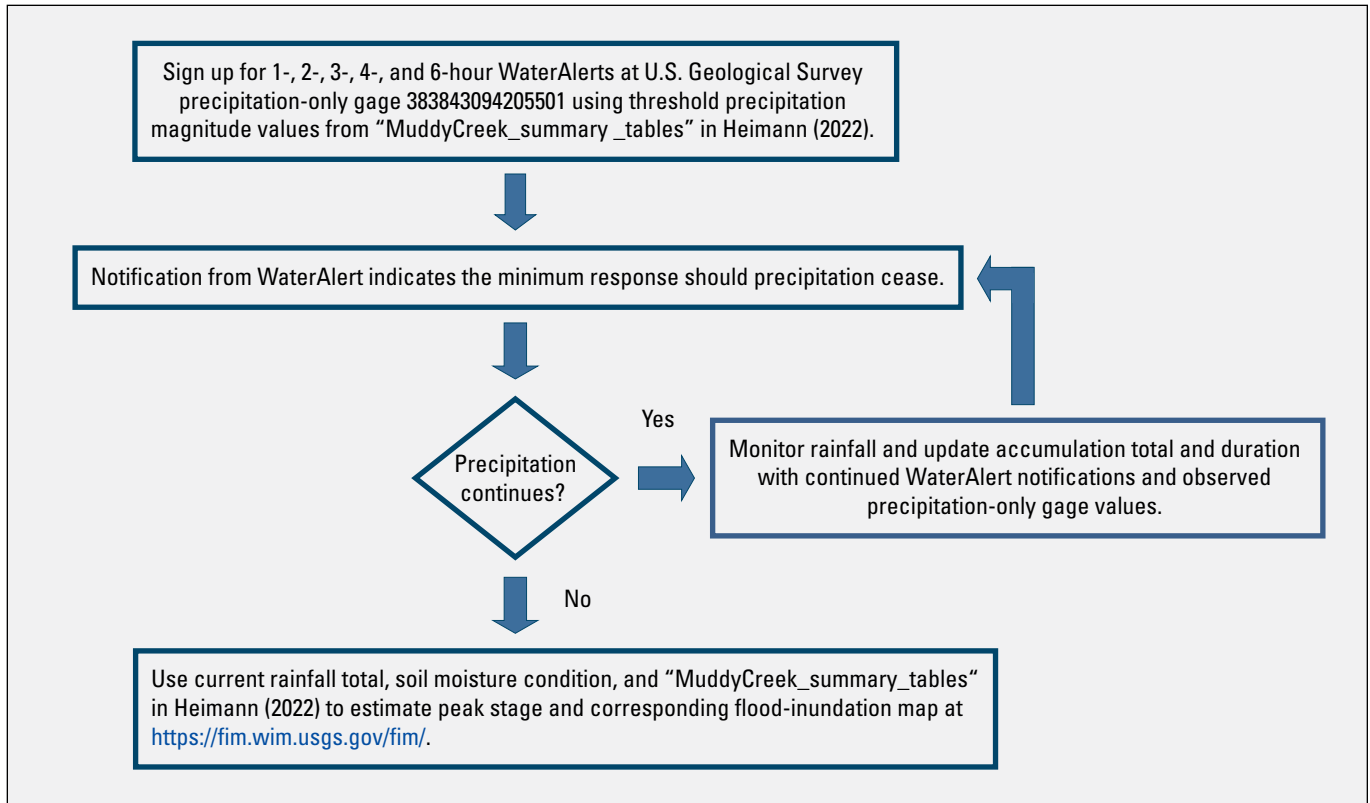 Sign up for 1-, 2-, 3-, 4-, and 6-hour WaterAlerts at U.S. Geological Survey
precipitation-only gage 383843094205501 using threshold precipitation
magnitude values from “MuddyCreek_summary _tables” in Heimann (2022).
Notification from WaterAlert indicates the minimum response should precipitation cease.
Precipitation
continues?
Yes
Monitor rainfall and update accumulation total and duration
with continued WaterAlert notifications and observed
precipitation-only gage values.
No
Use current rainfall total, soil moisture condition, and “MuddyCreek_summary_tables“
in Heimann (2022) to estimate peak stage and corresponding flood-inundation map at
https://fim.wim.usgs.gov/fim/.